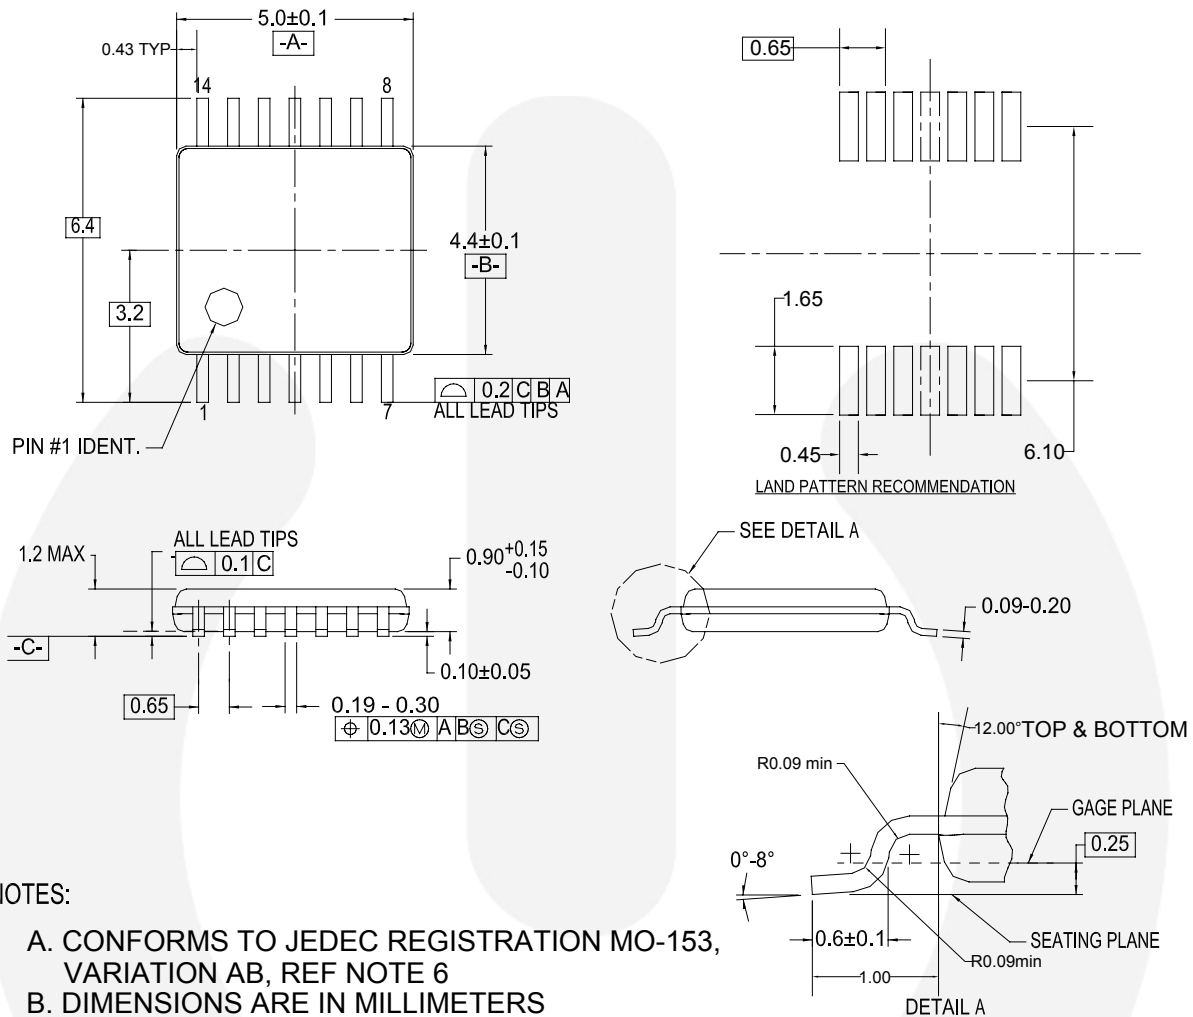 5.0±0.1
-A-
0.43 TYP
14
8
6.4
3.2
4.4±0.1
-B-
1
7
0.2 C B A
ALL LEAD TIPS
PIN #1 IDENT.
0.65
1.65
0.45
6.10
LAND PATTERN RECOMMENDATION
ALL LEAD TIPS
0.1 C
1.2 MAX
0.90 +0.15
-0.10
-C-
0.10±0.05
0.65
0.19 - 0.30
⌖ 0.13Ⓜ A BⓈ CⓈ
SEE DETAIL A
0.09-0.20
12.00° TOP & BOTTOM
R0.09 min
GAGE PLANE
0.25
0°-8°
0.6±0.1
SEATING PLANE
R0.09min
1.00
DETAIL A
NOTES:
A. CONFORMS TO JEDEC REGISTRATION MO-153,
VARIATION AB, REF NOTE 6
B. DIMENSIONS ARE IN MILLIMETERS